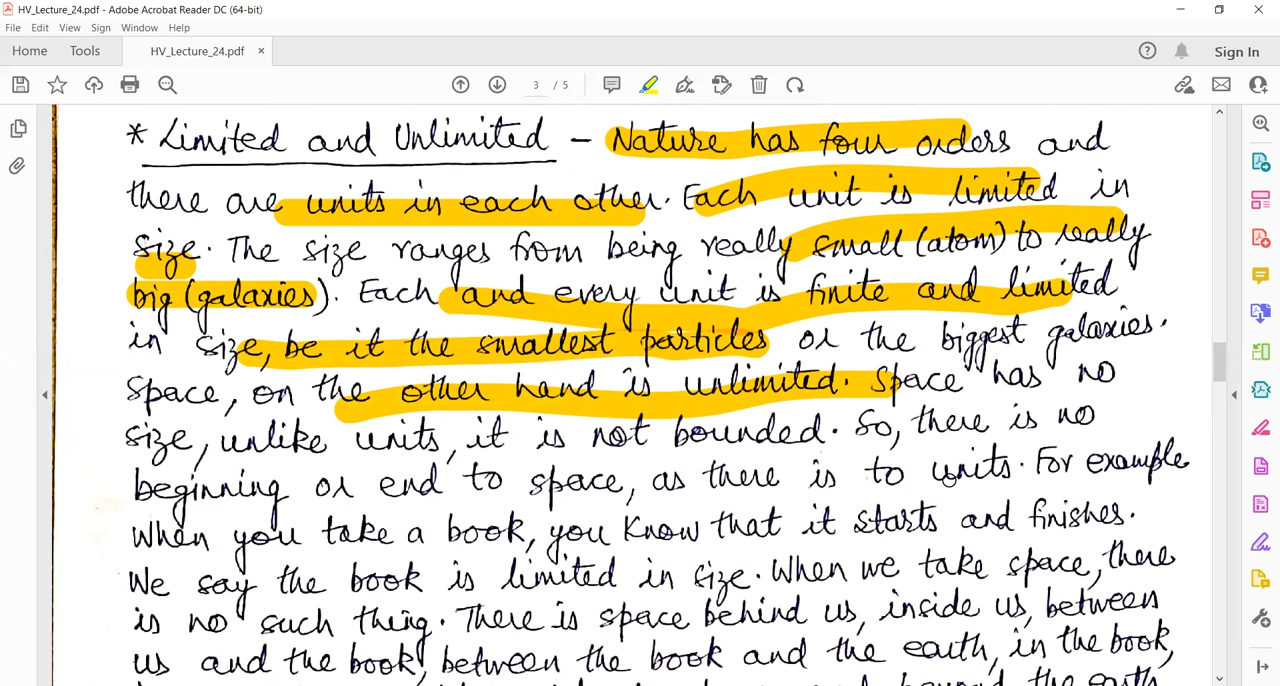 HV_Lecture_24.pdf - Adobe Acrobat Reader DC (64-bit)
File Edit View Sign Window Help
Home Tools HV_Lecture_24.pdf × Sign In
3 / 5
* Limited and Unlimited – Nature has four orders and
there are units in each other. Each unit is limited in
size. The size ranges from being really small (atom) to really
big (galaxies). Each and every unit is finite and limited
in size, be it the smallest particles or the biggest galaxies.
Space, on the other hand is unlimited. Space has no
size, unlike units, it is not bounded. So, there is no
beginning or end to space, as there is to units. For example
When you take a book, you know that it starts and finishes.
We say the book is limited in size. When we take space, there
is no such thing. There is space behind us, inside us, between
us and the book, between the book and the earth, in the book,
beyond the earth,